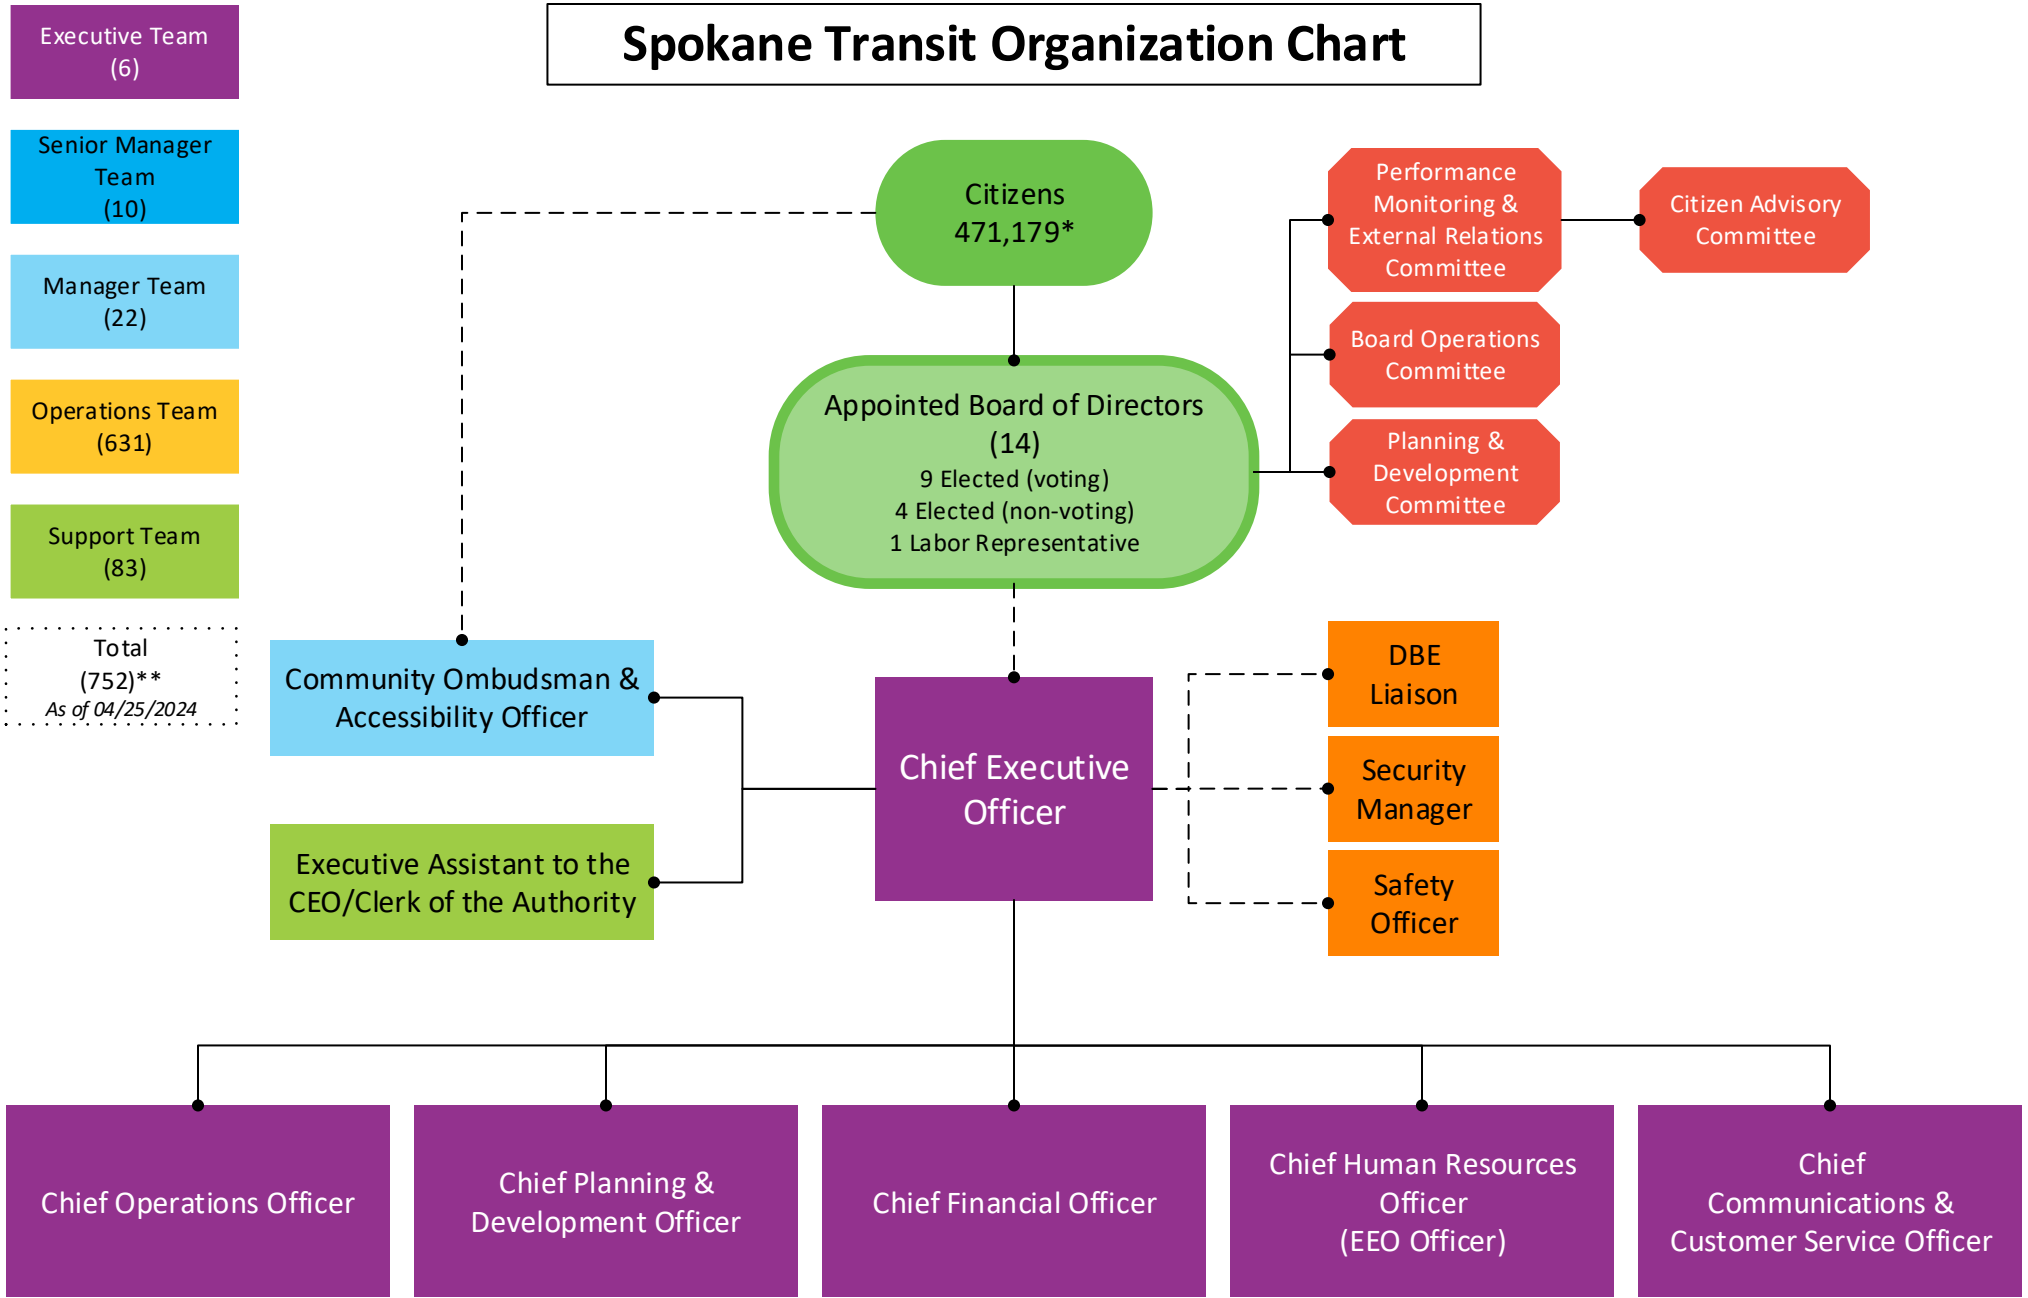 Spokane Transit Organization Chart
Executive Team
(6)
Senior Manager
Team
(10)
Manager Team
(22)
Operations Team
(631)
Support Team
(83)
Total
(752)**
As of 04/25/2024
Citizens
471,179*
Performance
Monitoring &
External Relations
Committee
Citizen Advisory
Committee
Board Operations
Committee
Planning &
Development
Committee
Appointed Board of Directors
(14)
9 Elected (voting)
4 Elected (non-voting)
1 Labor Representative
Community Ombudsman &
Accessibility Officer
Executive Assistant to the
CEO/Clerk of the Authority
Chief Executive
Officer
DBE
Liaison
Security
Manager
Safety
Officer
Chief Operations Officer
Chief Planning &
Development Officer
Chief Financial Officer
Chief Human Resources
Officer
(EEO Officer)
Chief
Communications &
Customer Service Officer